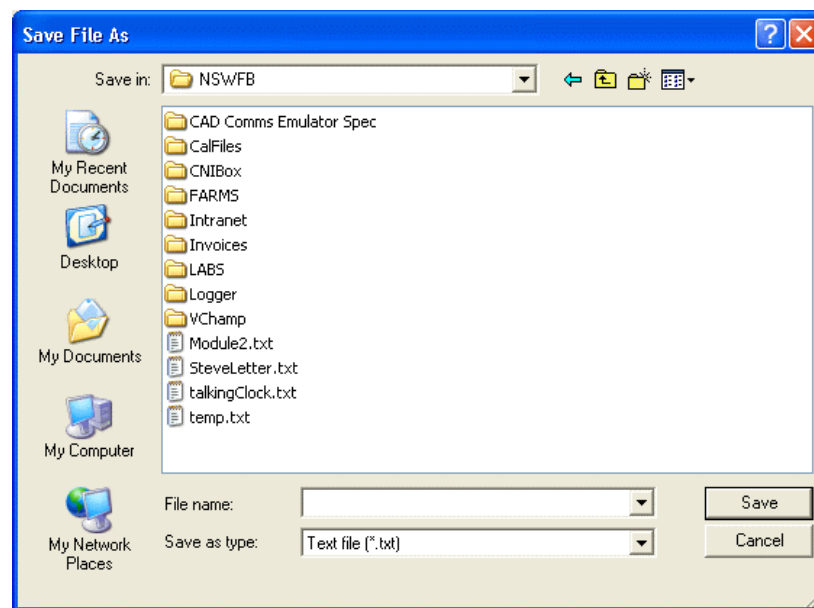 Save File As
Save in: NSWFB
CAD Comms Emulator Spec
CalFiles
CNIBox
FARMS
Intranet
Invoices
LABS
Logger
VChamp
Module2.txt
SteveLetter.txt
talkingClock.txt
temp.txt
My Recent
Documents
Desktop
My Documents
My Computer
My Network
Places
File name:
Save
Save as type: Text file (*.txt)
Cancel